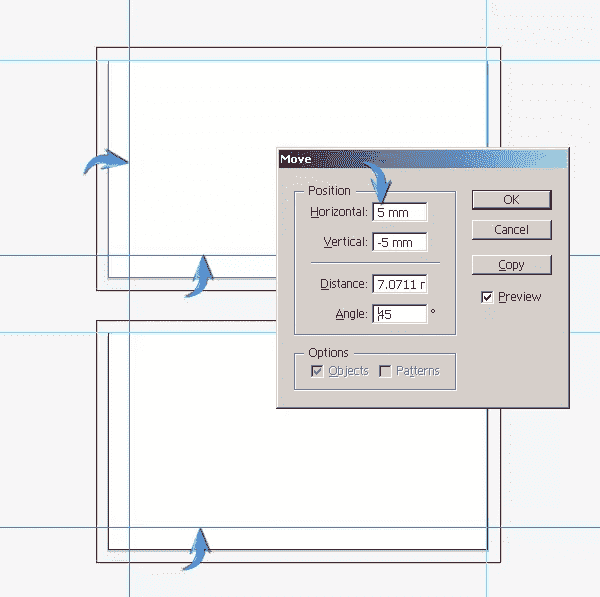 Move
Position
Horizontal: 5 mm
Vertical: -5 mm
Distance: 7.0711 r
Angle: 45 °
OK
Cancel
Copy
Preview
Options
Objects Patterns